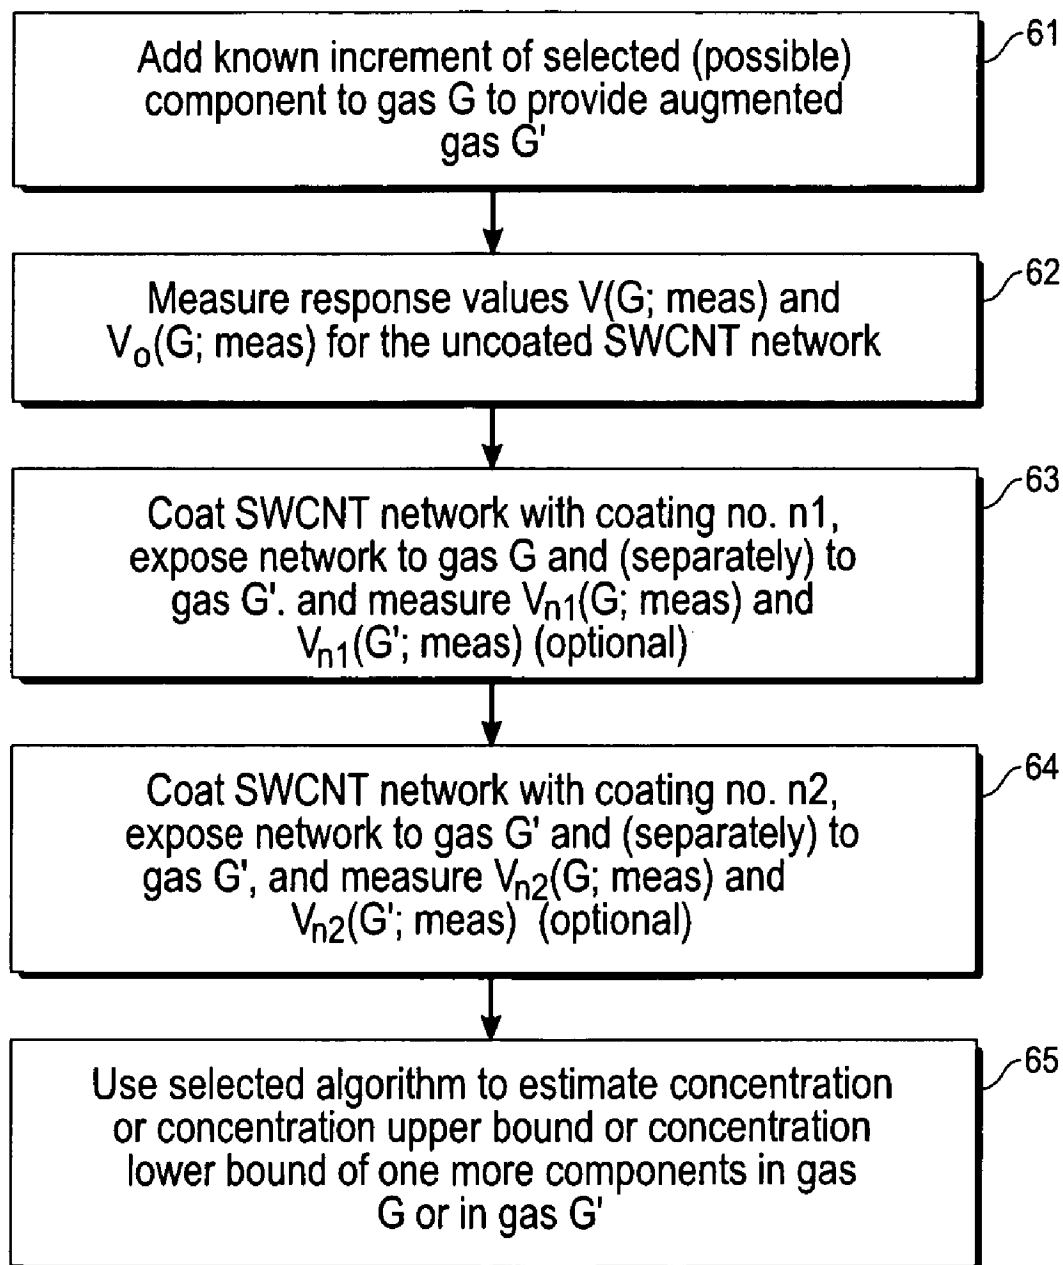 61
Add known increment of selected (possible)
component to gas G to provide augmented
gas G'
62
Measure response values V(G; meas) and
Vo(G; meas) for the uncoated SWCNT network
63
Coat SWCNT network with coating no. n1,
expose network to gas G and (separately) to
gas G'. and measure Vn1(G; meas) and
Vn1(G'; meas) (optional)
64
Coat SWCNT network with coating no. n2,
expose network to gas G' and (separately) to
gas G', and measure Vn2(G; meas) and
Vn2(G'; meas) (optional)
65
Use selected algorithm to estimate concentration
or concentration upper bound or concentration
lower bound of one more components in gas
G or in gas G'